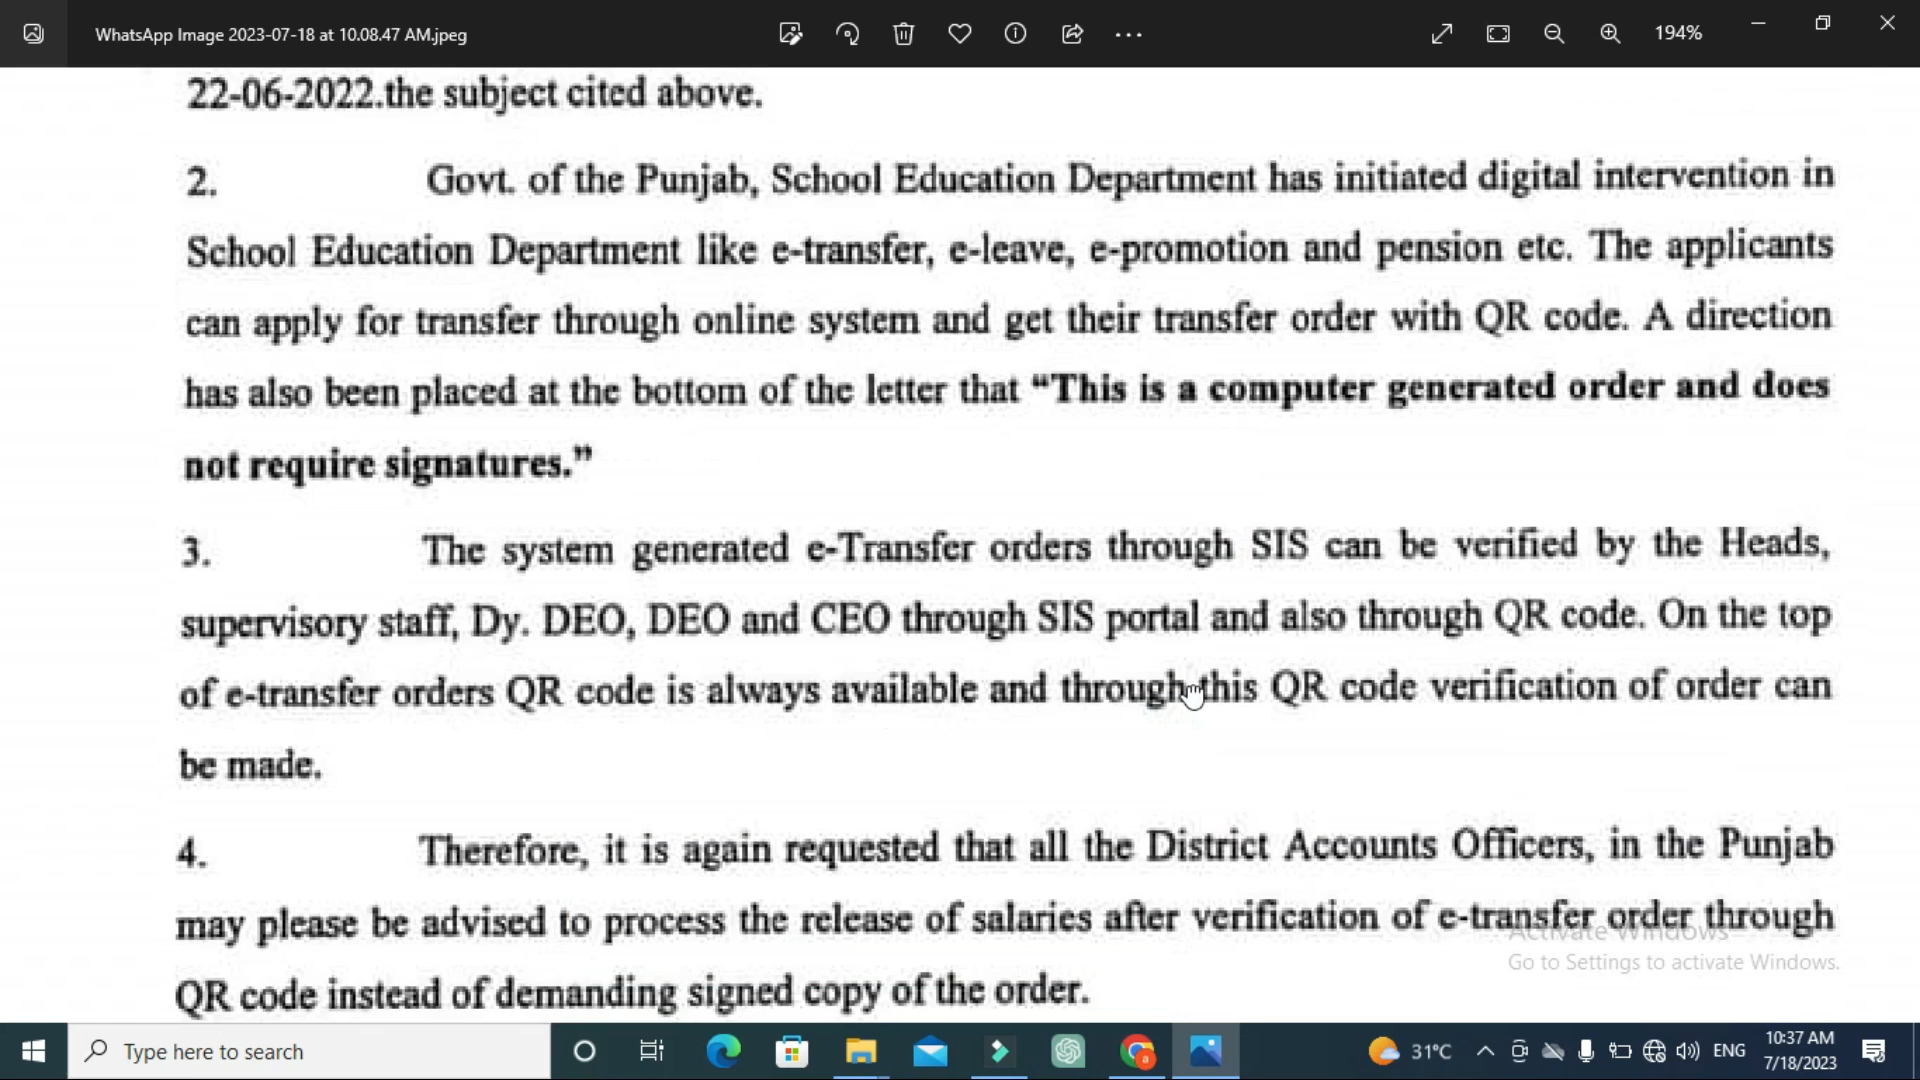 WhatsApp Image 2023-07-18 at 10.08.47 AM.jpeg
194%
22-06-2022.the subject cited above.
2. Govt. of the Punjab, School Education Department has initiated digital intervention in
School Education Department like e-transfer, e-leave, e-promotion and pension etc. The applicants
can apply for transfer through online system and get their transfer order with QR code. A direction
has also been placed at the bottom of the letter that “This is a computer generated order and does
not require signatures.”
3. The system generated e-Transfer orders through SIS can be verified by the Heads,
supervisory staff, Dy. DEO, DEO and CEO through SIS portal and also through QR code. On the top
of e-transfer orders QR code is always available and through this QR code verification of order can
be made.
4. Therefore, it is again requested that all the District Accounts Officers, in the Punjab
may please be advised to process the release of salaries after verification of e-transfer order through
QR code instead of demanding signed copy of the order.
Activate Windows
Go to Settings to activate Windows.
Type here to search
31°C
ENG
10:37 AM
7/18/2023